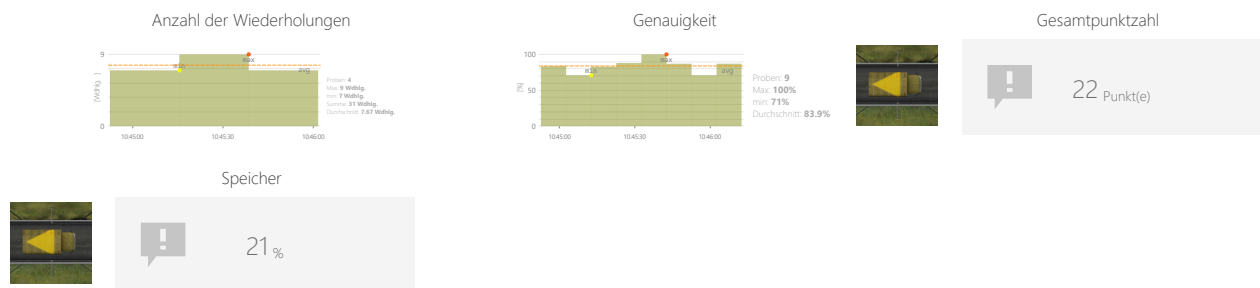 Anzahl der Wiederholungen
9
0
[Wdhlg. ]
min
max
avg
10:45:00
10:45:30
10:46:00
Proben: 4
Max: 9 Wdhlg.
min: 7 Wdhlg.
Summe: 31 Wdhlg.
Durchschnitt: 7.67 Wdhlg.
Genauigkeit
100
50
0
[%]
min
max
avg
10:45:00
10:45:30
10:46:00
Proben: 9
Max: 100%
min: 71%
Durchschnitt: 83.9%
Gesamtpunktzahl
22 Punkt(e)
Speicher
21 %